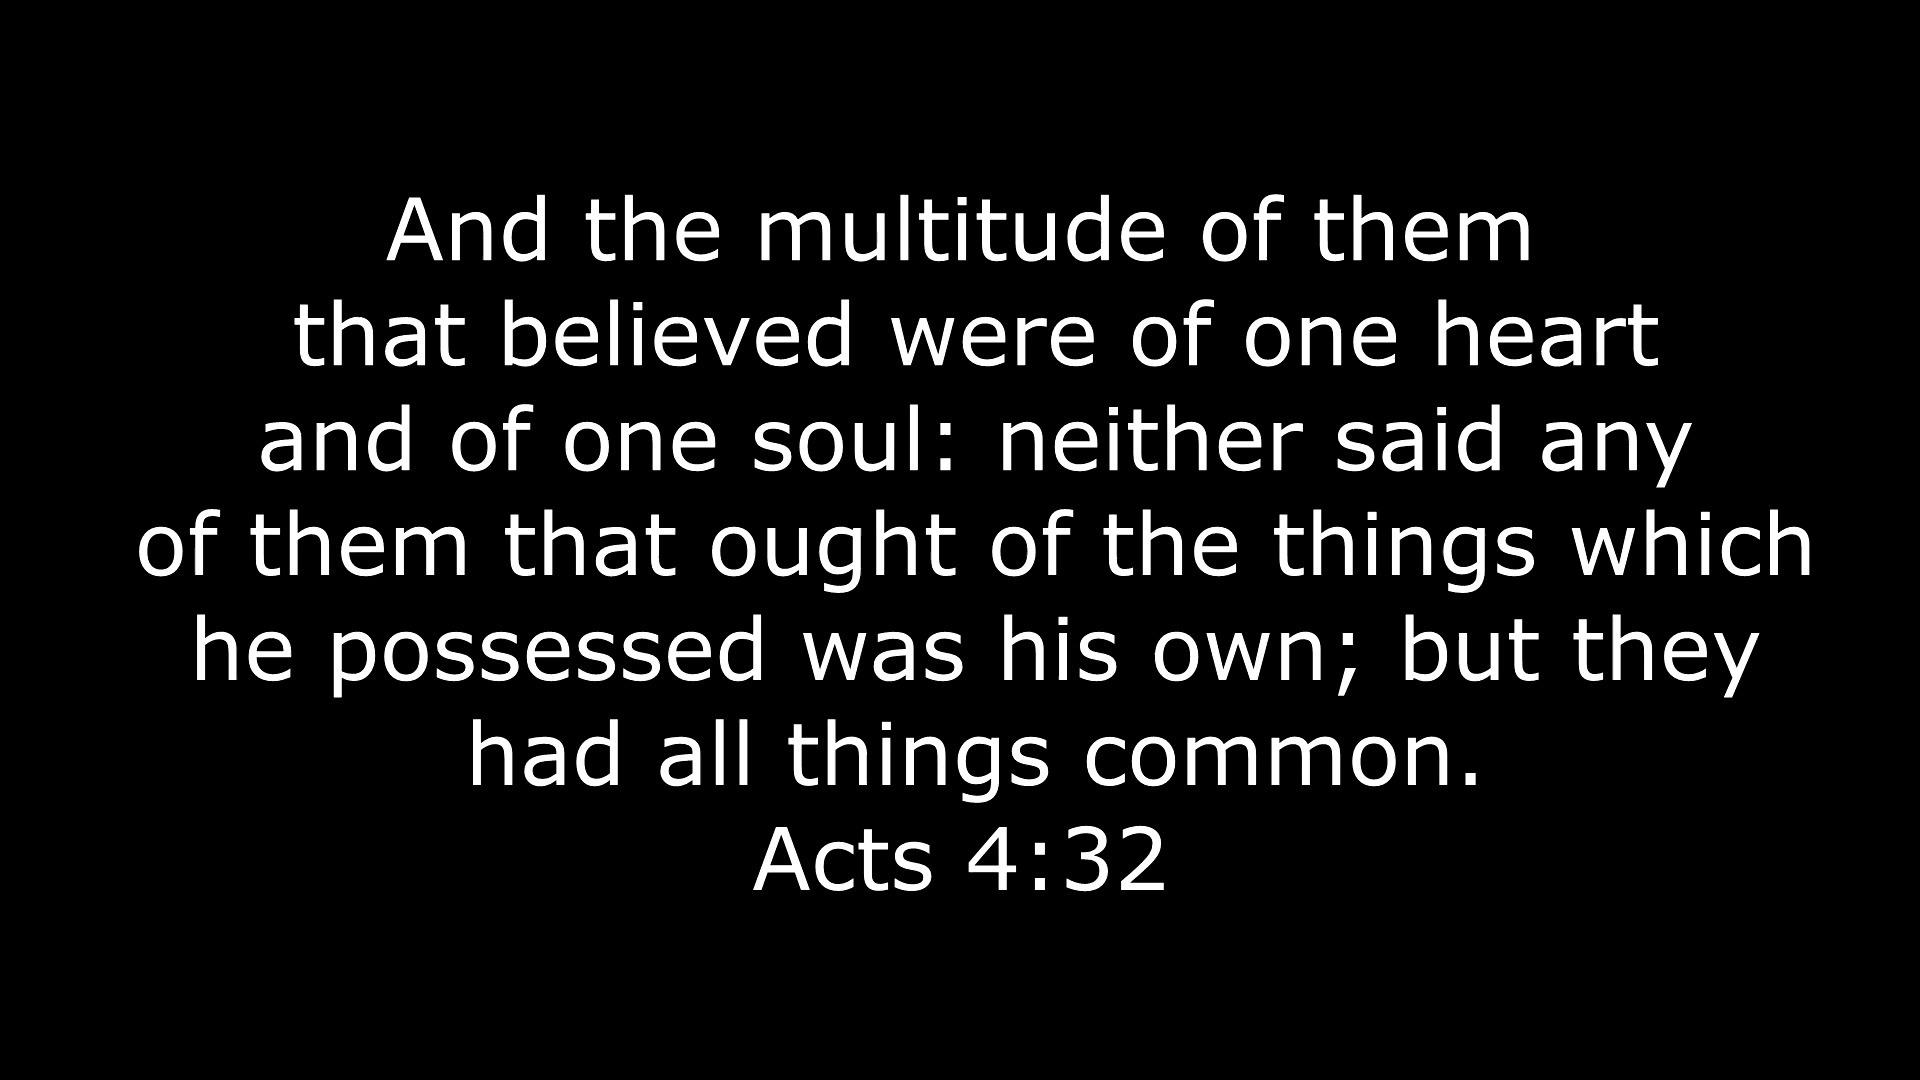 And the multitude of them
that believed were of one heart
and of one soul: neither said any
of them that ought of the things which
he possessed was his own; but they
had all things common.
Acts 4:32